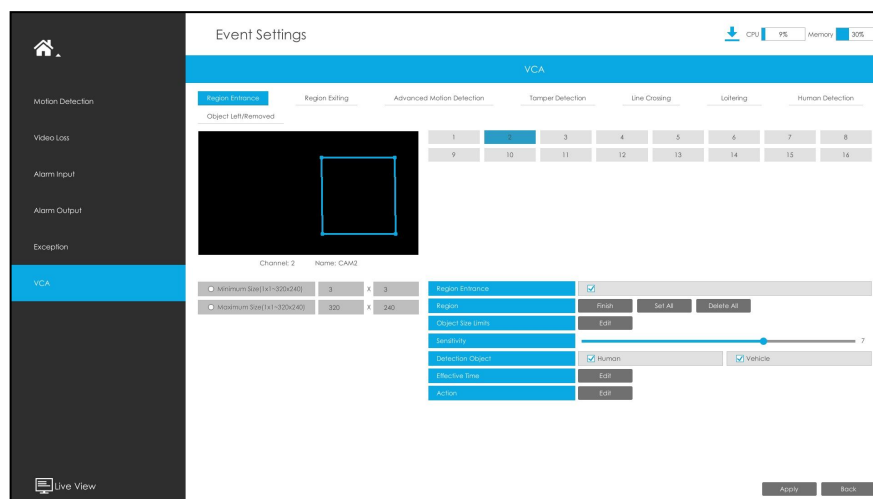 Event Settings
CPU 9% Memory 30%
VCA
Motion Detection
Video Loss
Alarm Input
Alarm Output
Exception
VCA
Live View
Region Entrance Region Exiting Advanced Motion Detection Tamper Detection Line Crossing Loitering Human Detection
Object Left/Removed
1 2 3 4 5 6 7 8
9 10 11 12 13 14 15 16
Channel: 2 Name: CAM2
Minimum Size(1x1~320x240) 3 X 3
Maximum Size(1x1~320x240) 320 X 240
Region Entrance
Region Finish Set All Delete All
Object Size Limits Edit
Sensitivity 7
Detection Object Human Vehicle
Effective Time Edit
Action Edit
Apply Back